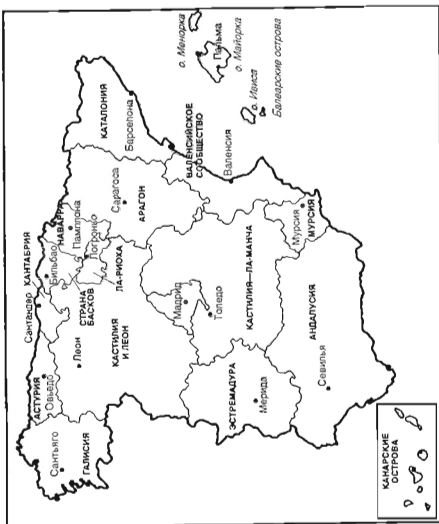 о. Менорка
Пальма
о. Майорка
о. Ивиса
Балеарские острова
КАТАЛОНИЯ
Барселона
ВАЛЕНСИЙСКОЕ
СООБЩЕСТВО
Валенсия
НАВАРРА
Памплона
Логроньо
Сарагоса
АРАГОН
Мурсия
МУРСИЯ
КАНТАБРИЯ
Сантандер
Бильбао
СТРАНА
БАСКОВ
ЛА-РИОХА
Мадрид
Толедо
КАСТИЛИЯ—ЛА-МАНЧА
АНДАЛУСИЯ
АСТУРИЯ
Овьедо
Леон
КАСТИЛИЯ
И ЛЕОН
ЭСТРЕМАДУРА
Мерида
Севилья
Сантьяго
ГАЛИСИЯ
КАНАРСКИЕ
ОСТРОВА